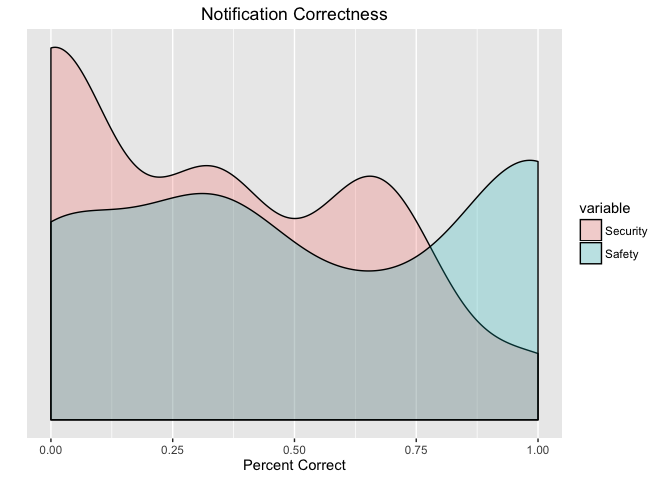 Notification Correctness
variable
Security
Safety
0.00 0.25 0.50 0.75 1.00
Percent Correct